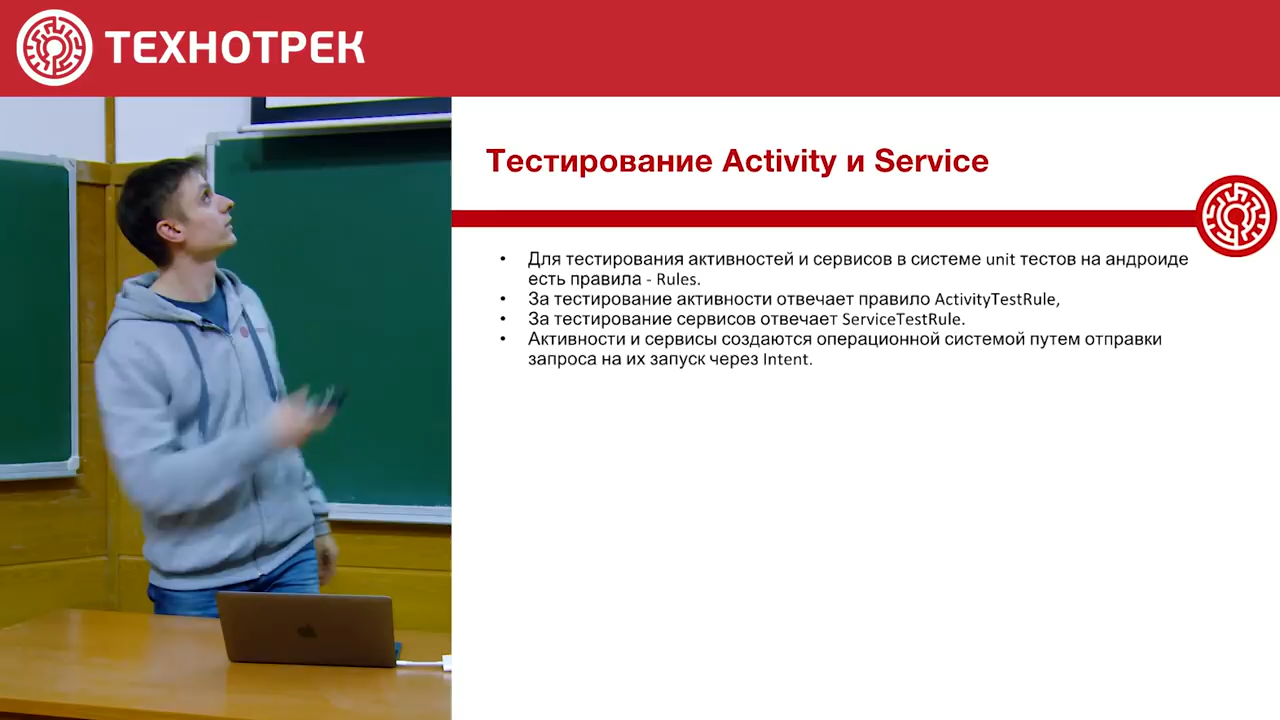 ТЕХНОТРЕК
Тестирование Activity и Service
• Для тестирования активностей и сервисов в системе unit тестов на андроиде
есть правила - Rules.
• За тестирование активности отвечает правило ActivityTestRule,
• За тестирование сервисов отвечает ServiceTestRule.
• Активности и сервисы создаются операционной системой путем отправки
запроса на их запуск через Intent.